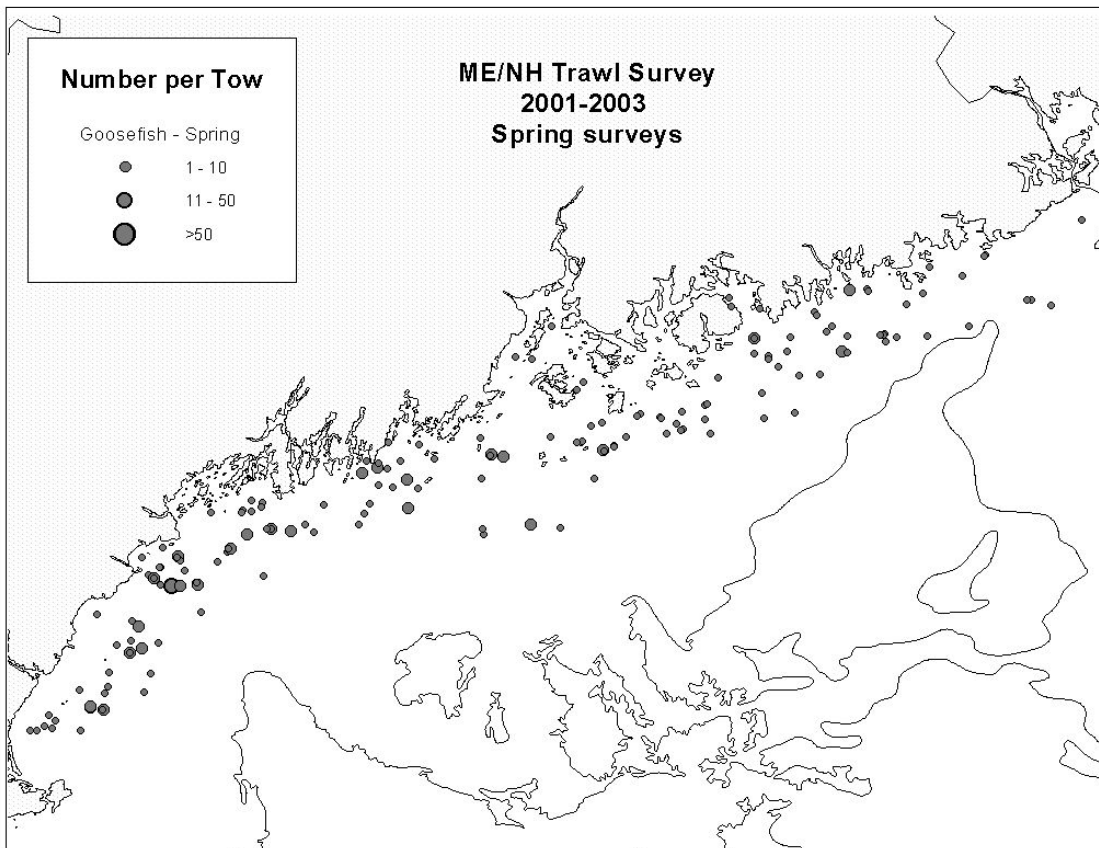 Number per Tow
Goosefish - Spring
1 - 10
11 - 50
>50
ME/NH Trawl Survey
2001-2003
Spring surveys